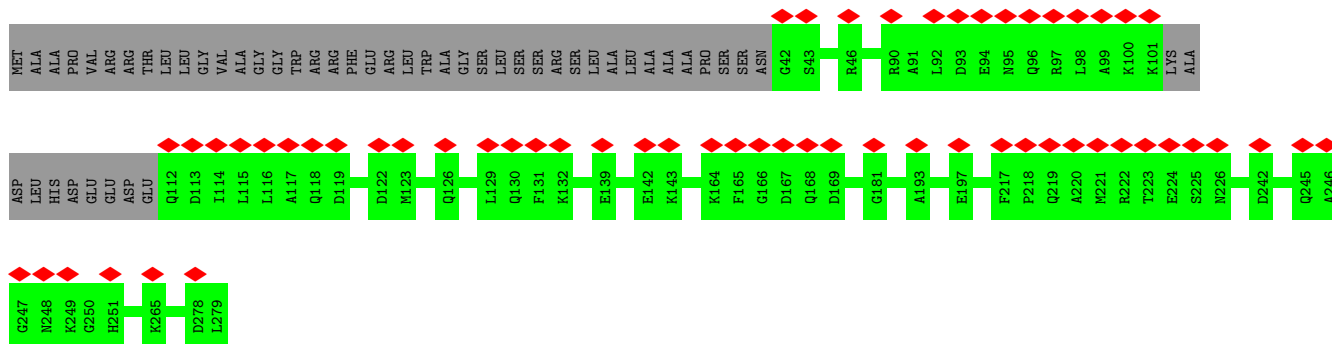 MET ALA ALA PRO VAL ARG ARG THR LEU LEU GLY VAL ALA GLY GLY TRP ARG ARG PHE GLU ARG LEU TRP ALA GLY SER LEU SER SER ARG SER LEU ALA LEU ALA ALA ALA PRO SER SER ASN G42 S43 R46 R90 A91 L92 D93 E94 N95 Q96 R97 L98 A99 K100 K101 LYS ALA
ASP LEU HIS ASP GLU GLU ASP GLU Q112 D113 I114 L115 L116 A117 Q118 D119 D122 M123 Q126 L129 Q130 F131 K132 E139 E142 K143 K164 F165 G166 D167 Q168 D169 G181 A193 E197 F217 P218 Q219 A220 M221 R222 T223 E224 S225 N226 D242 Q245 A246
G247 N248 K249 G250 H251 K265 D278 L279